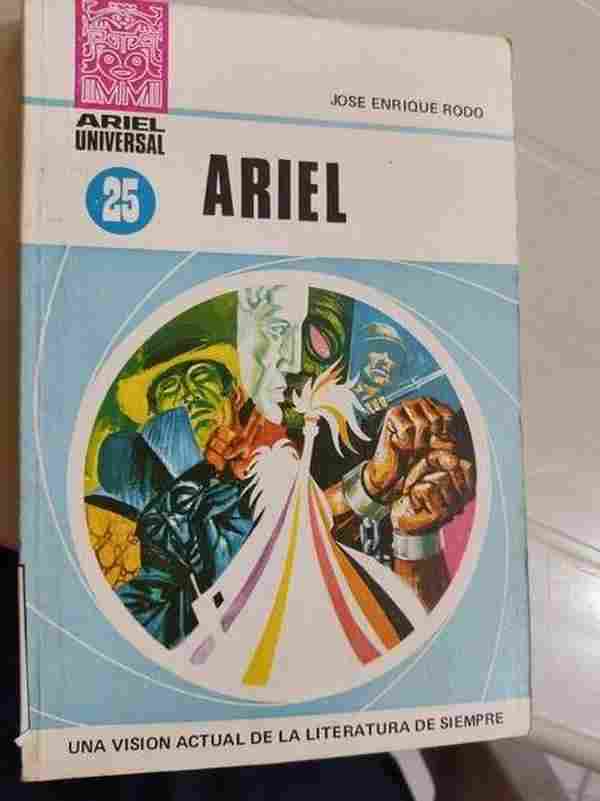 JOSE ENRIQUE RODO
ARIEL
UNIVERSAL
25
ARIEL
UNA VISION ACTUAL DE LA LITERATURA DE SIEMPRE